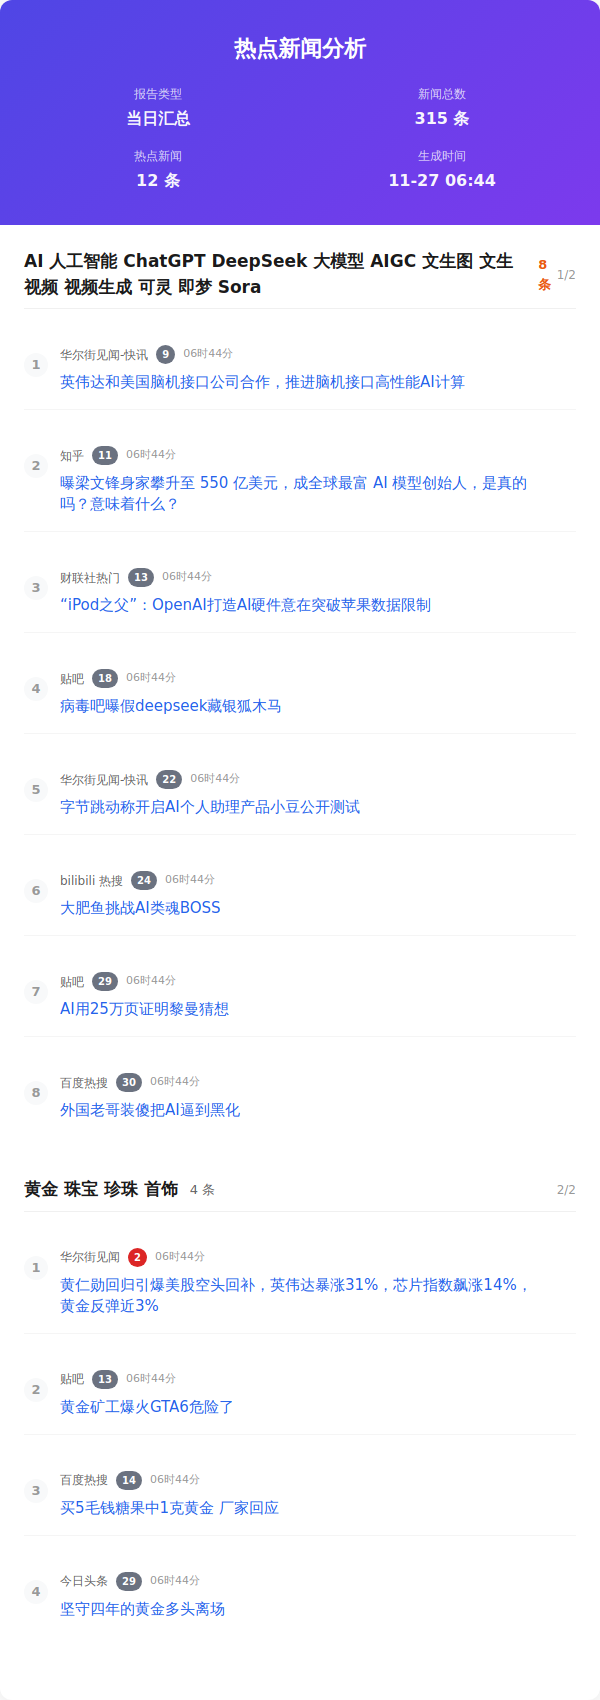 热点新闻分析
报告类型
新闻总数
当日汇总
315 条
热点新闻
生成时间
12 条
11-27 06:44
AI 人工智能 ChatGPT DeepSeek 大模型 AIGC 文生图 文生
视频 视频生成 可灵 即梦 Sora
8
条
1/2
1
华尔街见闻-快讯 9 06时44分
英伟达和美国脑机接口公司合作，推进脑机接口高性能AI计算
2
知乎 11 06时44分
曝梁文锋身家攀升至 550 亿美元，成全球最富 AI 模型创始人，是真的
吗？意味着什么？
3
财联社热门 13 06时44分
“iPod之父”：OpenAI打造AI硬件意在突破苹果数据限制
4
贴吧 18 06时44分
病毒吧曝假deepseek藏银狐木马
5
华尔街见闻-快讯 22 06时44分
字节跳动称开启AI个人助理产品小豆公开测试
6
bilibili 热搜 24 06时44分
大肥鱼挑战AI类魂BOSS
7
贴吧 29 06时44分
AI用25万页证明黎曼猜想
8
百度热搜 30 06时44分
外国老哥装傻把AI逼到黑化
黄金 珠宝 珍珠 首饰 4 条 2/2
1
华尔街见闻 2 06时44分
黄仁勋回归引爆美股空头回补，英伟达暴涨31%，芯片指数飙涨14%，
黄金反弹近3%
2
贴吧 13 06时44分
黄金矿工爆火GTA6危险了
3
百度热搜 14 06时44分
买5毛钱糖果中1克黄金 厂家回应
4
今日头条 29 06时44分
坚守四年的黄金多头离场